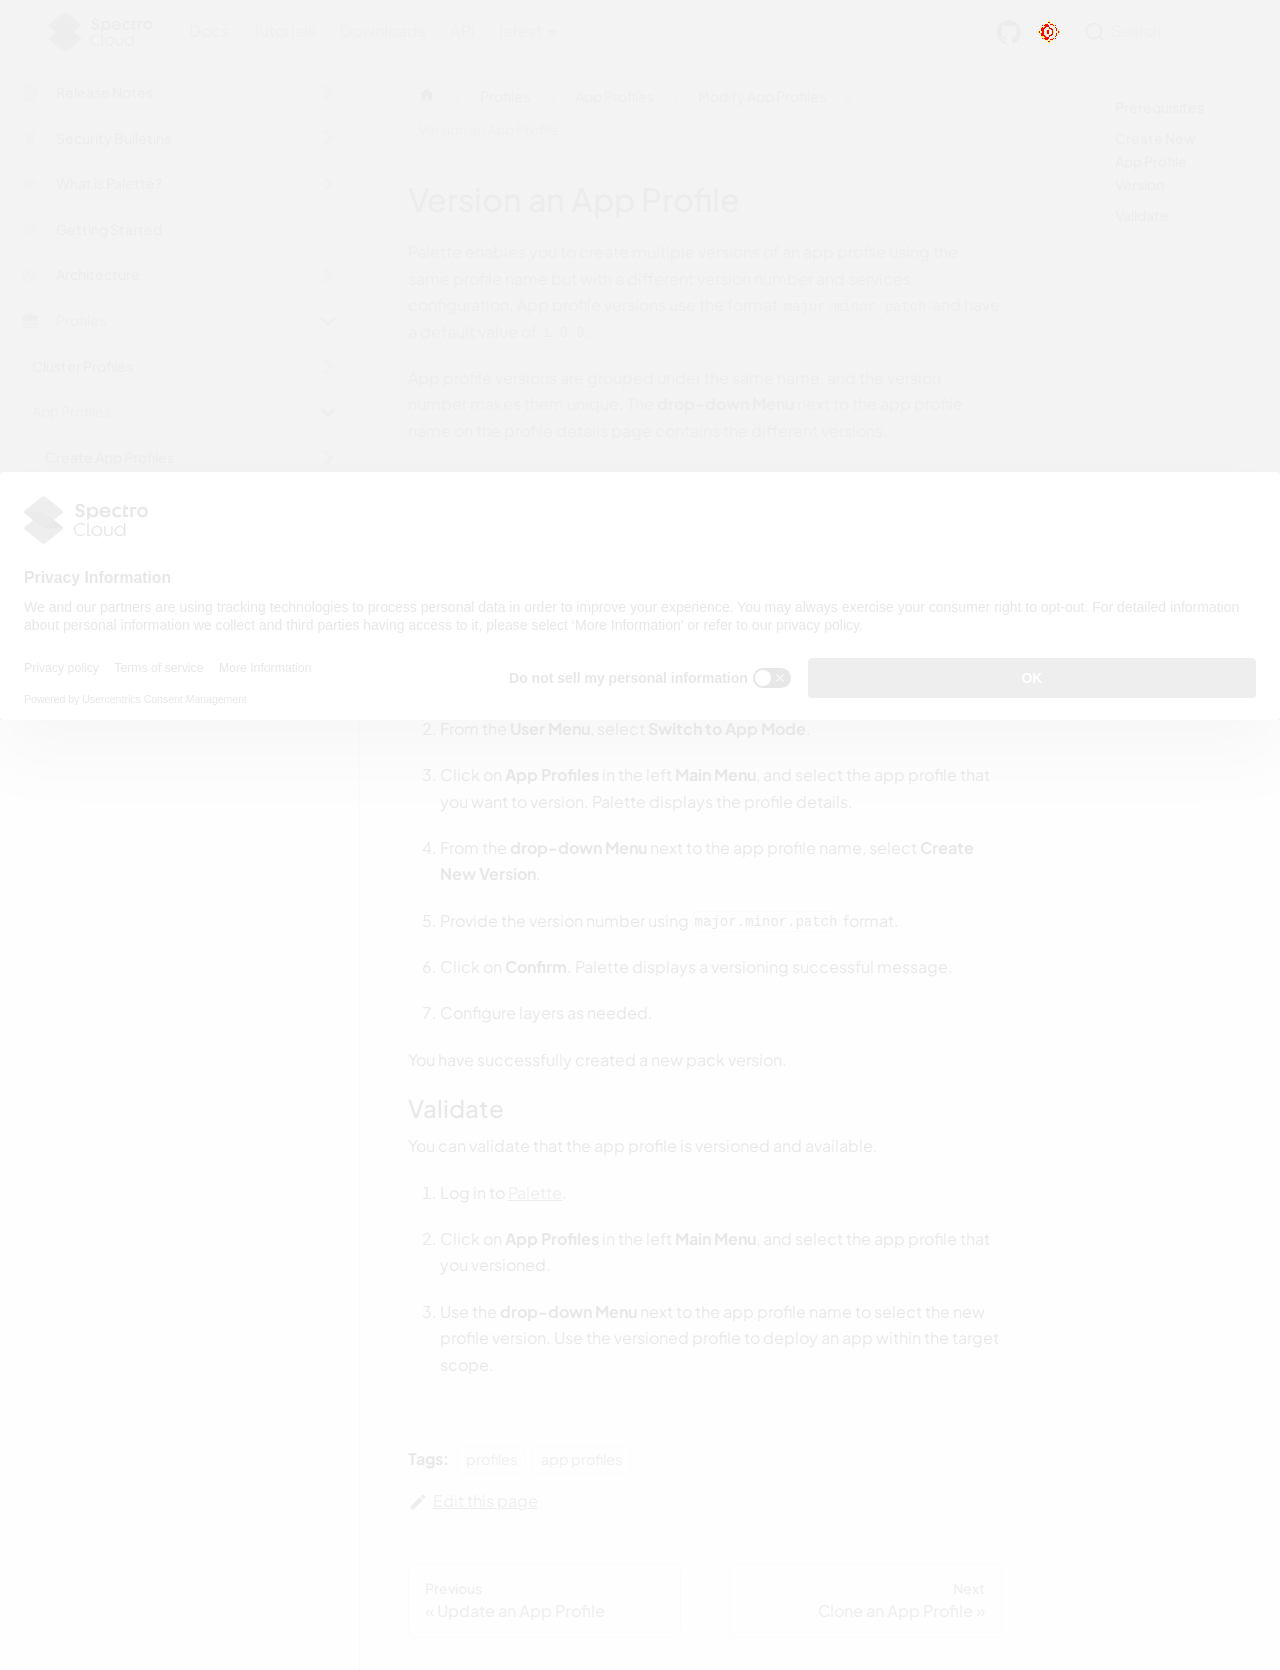 Spectro Cloud
Docs Tutorials Downloads API latest
Search
Release Notes
Security Bulletins
What is Palette?
Getting Started
Architecture
Profiles
Cluster Profiles
App Profiles
Create App Profiles
Profiles App Profiles Modify App Profiles
Version an App Profile
Prerequisites
Create New
App Profile
Version
Validate
Version an App Profile
Palette enables you to create multiple versions of an app profile using the
same profile name but with a different version number and services
configuration. App profile versions use the format major.minor.patch and have
a default value of 1.0.0.
App profile versions are grouped under the same name, and the version
number makes them unique. The drop-down Menu next to the app profile
name on the profile details page contains the different versions.
Spectro
Cloud
Privacy Information
We and our partners are using tracking technologies to process personal data in order to improve your experience. You may always exercise your consumer right to opt-out. For detailed information
about personal information we collect and third parties having access to it, please select 'More Information' or refer to our privacy policy.
Privacy policy Terms of service More Information
Powered by Usercentrics Consent Management
Do not sell my personal information
OK
2. From the User Menu, select Switch to App Mode.
3. Click on App Profiles in the left Main Menu, and select the app profile that
you want to version. Palette displays the profile details.
4. From the drop-down Menu next to the app profile name, select Create
New Version.
5. Provide the version number using major.minor.patch format.
6. Click on Confirm. Palette displays a versioning successful message.
7. Configure layers as needed.
You have successfully created a new pack version.
Validate
You can validate that the app profile is versioned and available.
1. Log in to Palette.
2. Click on App Profiles in the left Main Menu, and select the app profile that
you versioned.
3. Use the drop-down Menu next to the app profile name to select the new
profile version. Use the versioned profile to deploy an app within the target
scope.
Tags: profiles app profiles
Edit this page
Previous
« Update an App Profile
Next
Clone an App Profile »